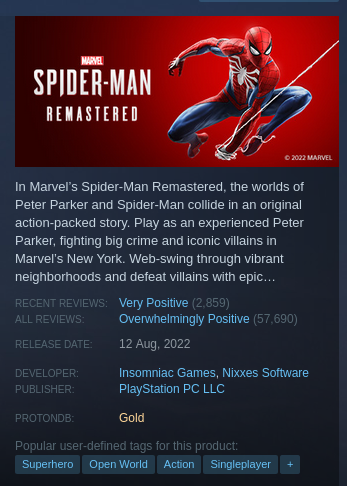 MARVEL
SPIDER-MAN
REMASTERED
© 2022 MARVEL
In Marvel's Spider-Man Remastered, the worlds of
Peter Parker and Spider-Man collide in an original
action-packed story. Play as an experienced Peter
Parker, fighting big crime and iconic villains in
Marvel's New York. Web-swing through vibrant
neighborhoods and defeat villains with epic…
RECENT REVIEWS: Very Positive (2,859)
ALL REVIEWS: Overwhelmingly Positive (57,690)
RELEASE DATE: 12 Aug, 2022
DEVELOPER: Insomniac Games, Nixxes Software
PUBLISHER: PlayStation PC LLC
PROTONDB: Gold
Popular user-defined tags for this product:
Superhero Open World Action Singleplayer +